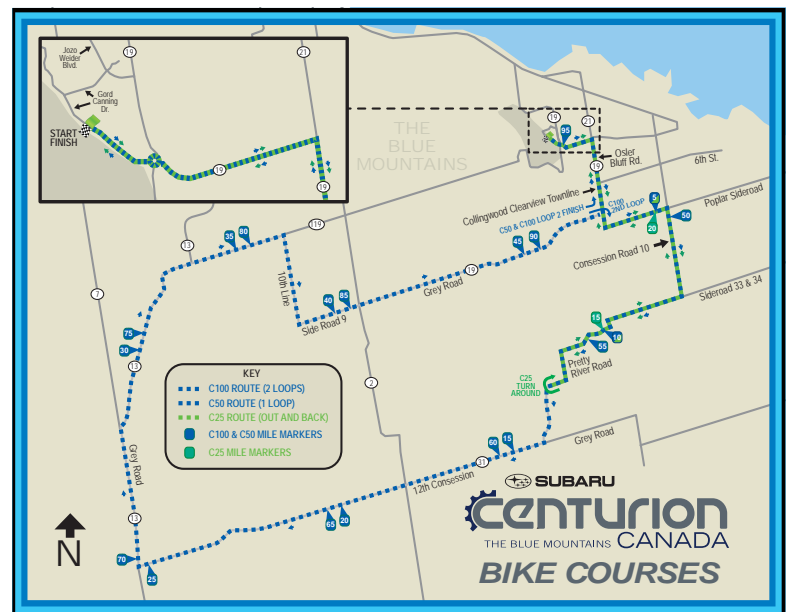 Jozo
Weider
Blvd.
19
21
Gord
Canning
Dr.
START
FINISH
19
19
THE
BLUE
MOUNTAINS
19
21
95
Osler
Bluff Rd.
19
6th St.
Collingwood Clearview Townline
C50 & C100 LOOP 2 FINISH
C100
2ND LOOP
5
20
50
Poplar Sideroad
Consession Road 10
119
13
35
80
10th Line
45
90
19
Grey Road
40
85
Side Road 9
Sideroad 33 & 34
7
75
30
13
15
55
Pretty
River Road
C25
TURN
AROUND
2
KEY
C100 ROUTE (2 LOOPS)
C50 ROUTE (1 LOOP)
C25 ROUTE (OUT AND BACK)
C100 & C50 MILE MARKERS
C25 MILE MARKERS
Grey Road
13
60
15
31
Grey Road
12th Consession
65
20
70
25
N
SUBARU
CENTURION
THE BLUE MOUNTAINS CANADA
BIKE COURSES